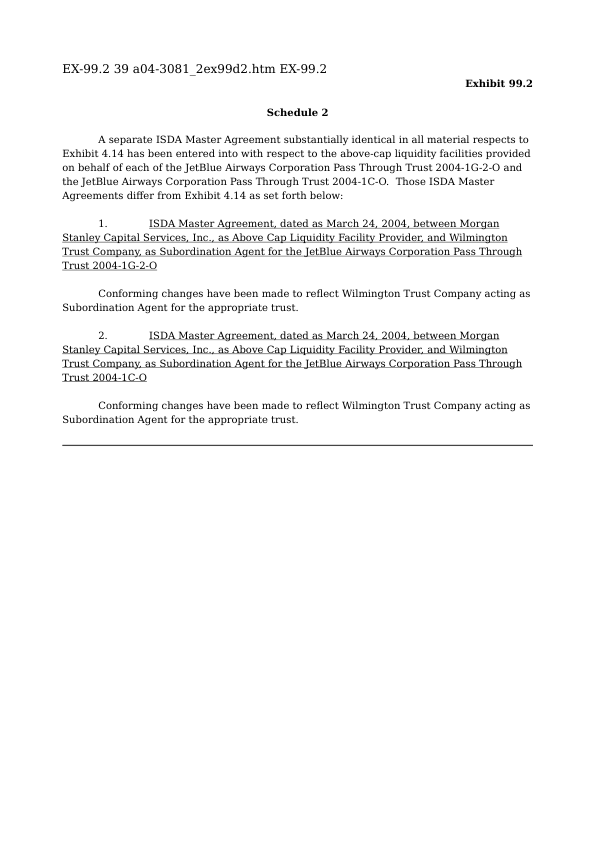 EX-99.2 39 a04-3081_2ex99d2.htm EX-99.2
Exhibit 99.2
Schedule 2
A separate ISDA Master Agreement substantially identical in all material respects to
Exhibit 4.14 has been entered into with respect to the above-cap liquidity facilities provided
on behalf of each of the JetBlue Airways Corporation Pass Through Trust 2004-1G-2-O and
the JetBlue Airways Corporation Pass Through Trust 2004-1C-O.  Those ISDA Master
Agreements differ from Exhibit 4.14 as set forth below:
1. ISDA Master Agreement, dated as March 24, 2004, between Morgan
Stanley Capital Services, Inc., as Above Cap Liquidity Facility Provider, and Wilmington
Trust Company, as Subordination Agent for the JetBlue Airways Corporation Pass Through
Trust 2004-1G-2-O
Conforming changes have been made to reflect Wilmington Trust Company acting as
Subordination Agent for the appropriate trust.
2. ISDA Master Agreement, dated as March 24, 2004, between Morgan
Stanley Capital Services, Inc., as Above Cap Liquidity Facility Provider, and Wilmington
Trust Company, as Subordination Agent for the JetBlue Airways Corporation Pass Through
Trust 2004-1C-O
Conforming changes have been made to reflect Wilmington Trust Company acting as
Subordination Agent for the appropriate trust.